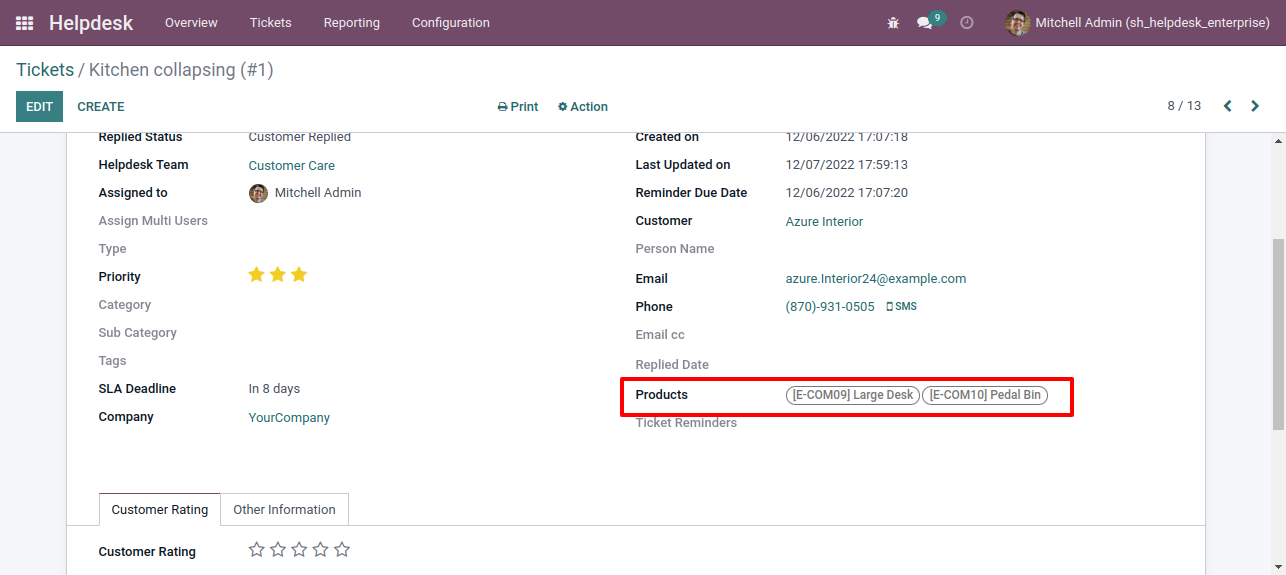 Helpdesk Overview Tickets Reporting Configuration 9 Mitchell Admin (sh_helpdesk_enterprise)
Tickets / Kitchen collapsing (#1)
EDIT CREATE Print Action 8 / 13
Replied Status Customer Replied
Helpdesk Team Customer Care
Assigned to Mitchell Admin
Assign Multi Users
Type
Priority
Category
Sub Category
Tags
SLA Deadline In 8 days
Company YourCompany
Created on 12/06/2022 17:07:18
Last Updated on 12/07/2022 17:59:13
Reminder Due Date 12/06/2022 17:07:20
Customer Azure Interior
Person Name
Email azure.Interior24@example.com
Phone (870)-931-0505 SMS
Email cc
Replied Date
Products [E-COM09] Large Desk [E-COM10] Pedal Bin
Ticket Reminders
Customer Rating Other Information
Customer Rating